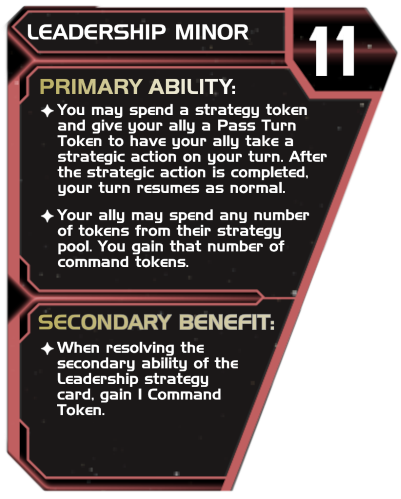 LEADERSHIP MINOR
11
PRIMARY ABILITY:
You may spend a strategy token
and give your ally a Pass Turn
Token to have your ally take a
strategic action on your turn. After
the strategic action is completed,
your turn resumes as normal.
Your ally may spend any number
of tokens from their strategy
pool. You gain that number of
command tokens.
SECONDARY BENEFIT:
When resolving the
secondary ability of the
Leadership strategy
card, gain 1 Command
Token.